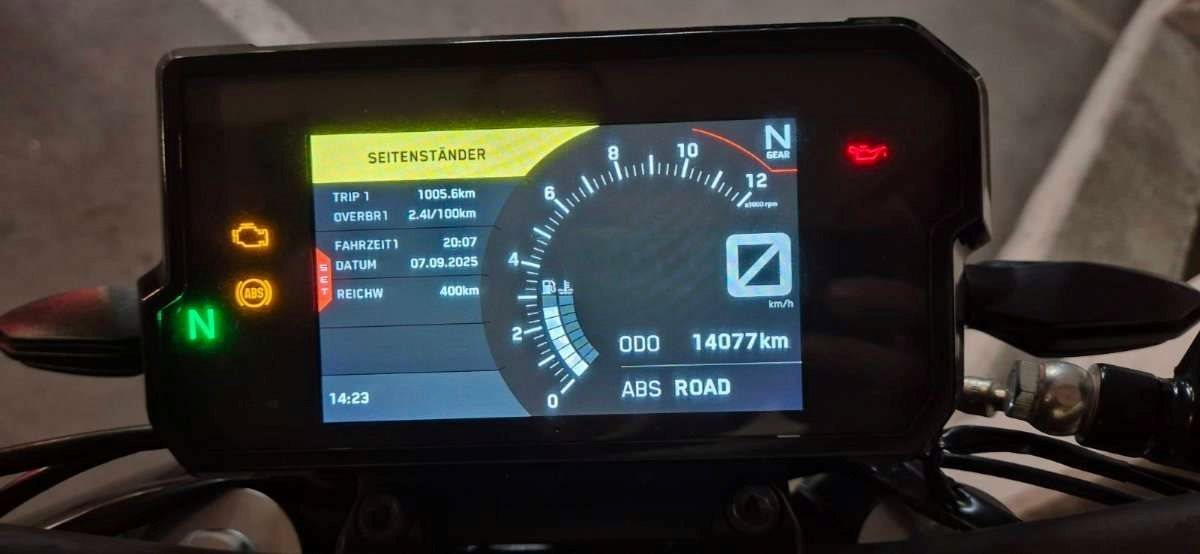 SEITENSTÄNDER
TRIP 1 1005.6km
OVERBR1 2.4l/100km
FAHRZEIT1 20:07
DATUM 07.09.2025
REICHW 400km
14:23
SET
ABS
N
0
2
4
6
8
10
12
x1000 rpm
N
GEAR
0
km/h
ODO 14077km
ABS ROAD